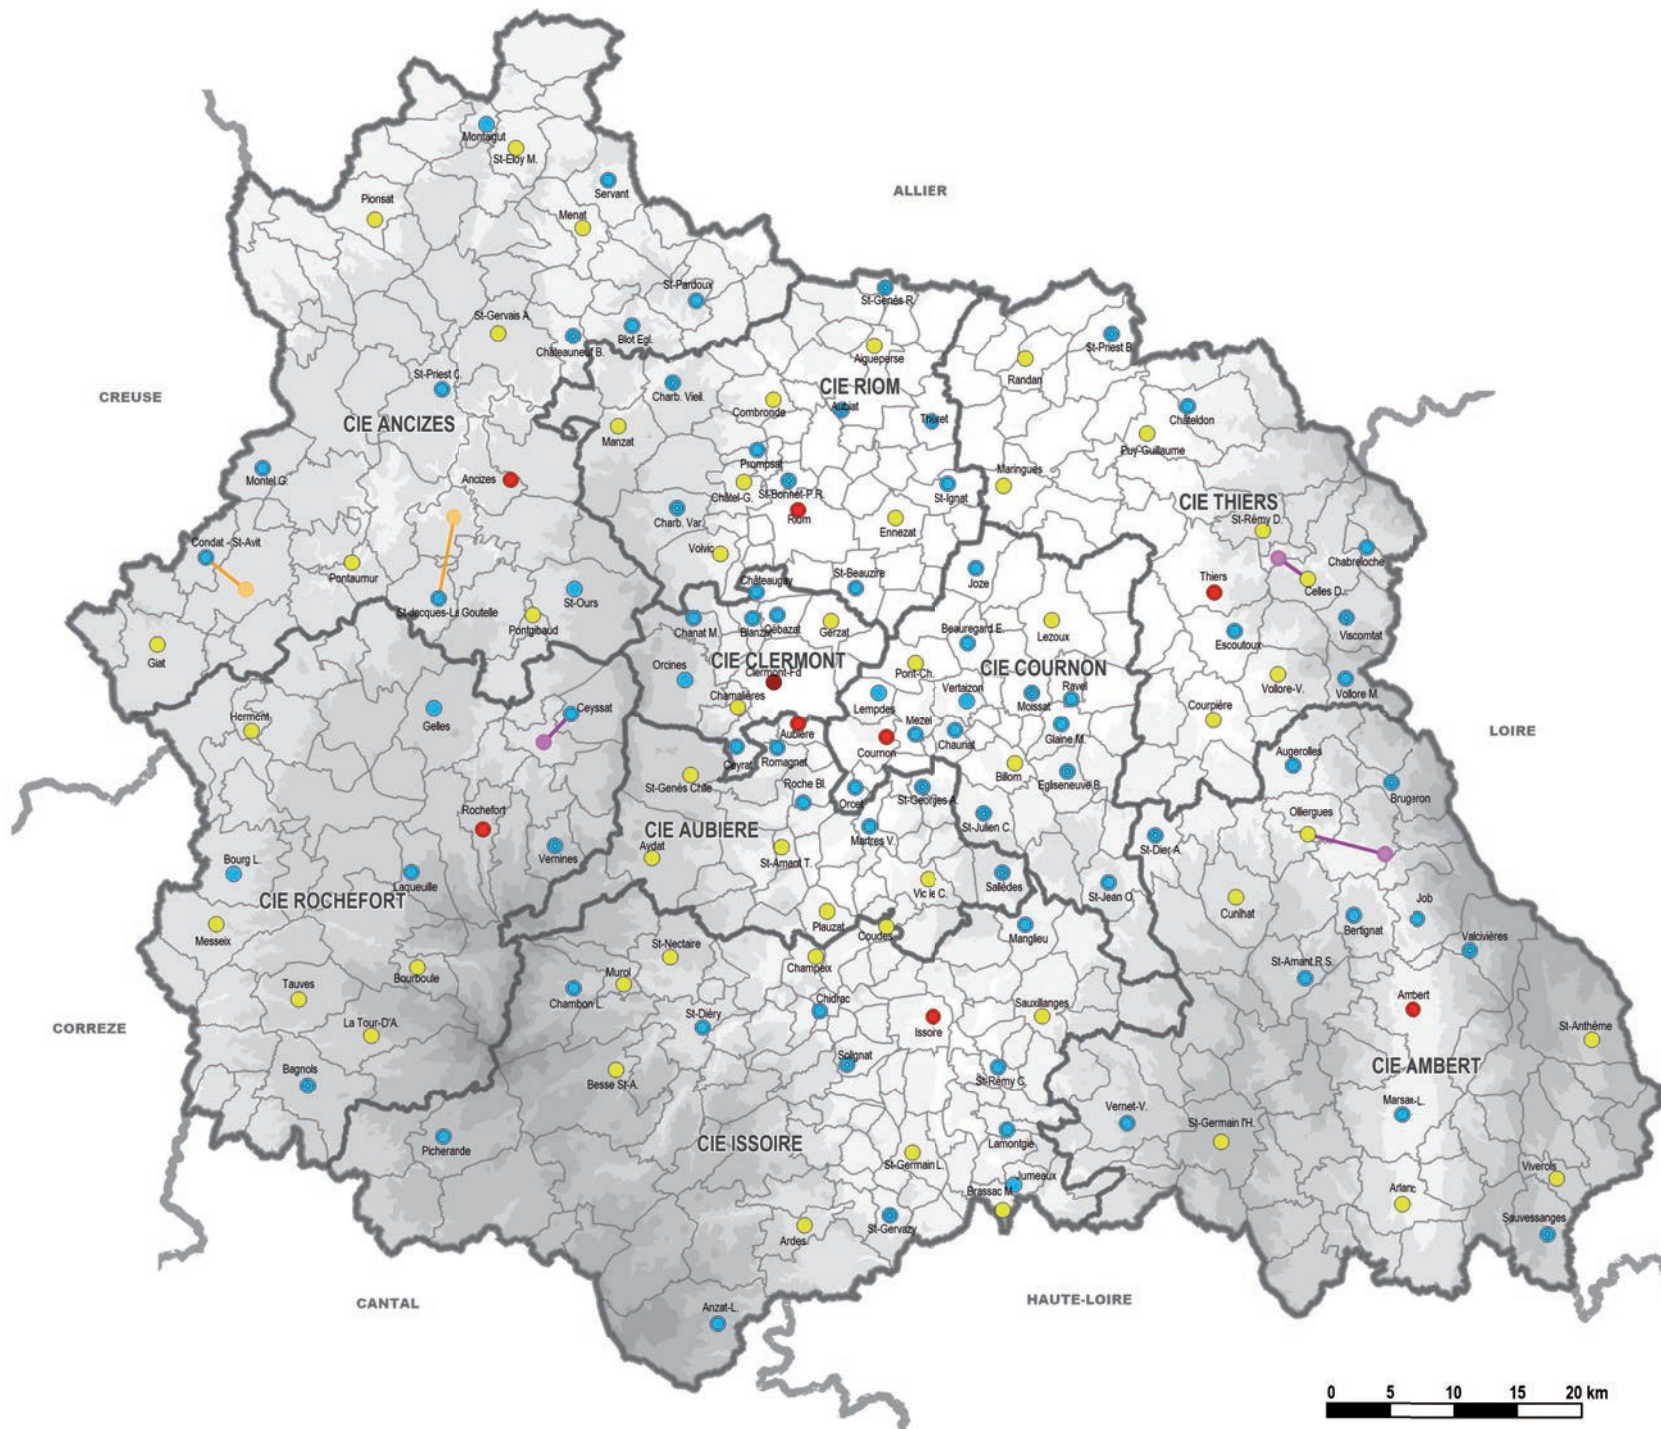 Montagut
St-Eloy M.
Servant
ALLIER
Pionsat
Menat
St-Pardoux
St-Genés R.
St-Gervais A.
Châteauneuf B.
Blot Egl.
Aigueperse
St-Priest B.
Randan
St-Priest C.
Charb. Vieil.
CIE RIOM
CREUSE
CIE ANCIZES
Combronde
Aubiat
Thuret
Châteldon
Manzat
Puy-Guillaume
Montel G.
Ancizes
Prompsat
Maringues
Châtel-G.
St-Bonnet-P.R.
St-Ignat
CIE THIERS
Charb. Var.
Riom
Ennezat
St-Rémy D.
Condat - St-Avit
Volvic
Chabreloche
Pontaumur
Châteaugay
St-Beauzire
Joze
Thiers
Celles D.
St-Jacques-La Goutelle
St-Ours
Pontgibaud
Chanat M.
Blanzat
Cébazat
Gerzat
Beauregard E.
Lezoux
Viscomtat
Escoutoux
Giat
Orcines
CIE CLERMONT
Clermont-Fd
CIE COURNON
Pont-Ch.
Vollore-V.
Vollore M.
Herment
Gelles
Ceyssat
Chamalières
Lempdes
Vertaizon
Moissat
Ravel
Courpière
Aubière
Mezel
Cournon
Chauriat
Glaine M.
LOIRE
Ceyrat
Romagnat
Augerolles
St-Genés Chlle
Roche Bl.
Orcet
St-Georges A.
Billom
Egliseneuve B.
Brugeron
Rochefort
CIE AUBIERE
Martres V.
St-Julien C.
Olliergues
St-Dier A.
Bourg L.
Laqueuille
Vernines
Aydat
St-Amant T.
Vic le C.
Sallèdes
St-Jean O.
CIE ROCHEFORT
Cunlhat
Job
Bertignat
Messeix
Plauzat
Coudes
Manglieu
Valcivières
St-Nectaire
Champeix
St-Amant R.S.
Bourboule
Murol
Tauves
Chambon L.
Chidrac
Sauxillanges
Ambert
CORREZE
La Tour-D'A.
St-Diéry
Issoire
St-Anthème
Bagnols
Besse St-A.
Solignat
St-Rémy C.
CIE AMBERT
Vernet-V.
Marsac-L.
Picherande
CIE ISSOIRE
Lamontgie
St-Germain l'H.
St-Germain L.
Jumeaux
Brassac M.
Viverols
Arlanc
Ardes
St-Gervazy
Sauvessanges
CANTAL
HAUTE-LOIRE
Anzat-L.
0 5 10 15 20 km